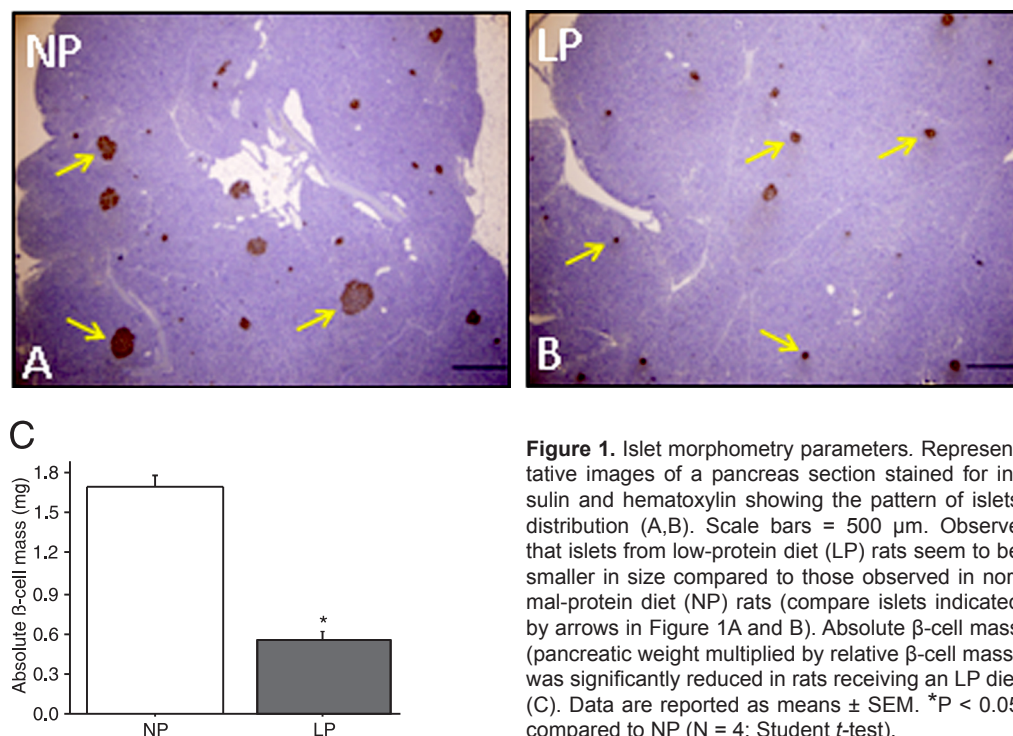 NP
LP
A
B
C
Absolute β-cell mass (mg)
1.8
1.5
1.2
0.9
0.6
0.3
0.0
*
NP
LP
Figure 1. Islet morphometry parameters. Represen
tative images of a pancreas section stained for in
sulin and hematoxylin showing the pattern of islets
distribution (A,B). Scale bars = 500 µm. Observe
that islets from low-protein diet (LP) rats seem to be
smaller in size compared to those observed in nor
mal-protein diet (NP) rats (compare islets indicated
by arrows in Figure 1A and B). Absolute β-cell mass
(pancreatic weight multiplied by relative β-cell mass
was significantly reduced in rats receiving an LP die
(C). Data are reported as means ± SEM. *P < 0.05
compared to NP (N = 4; Student t-test).